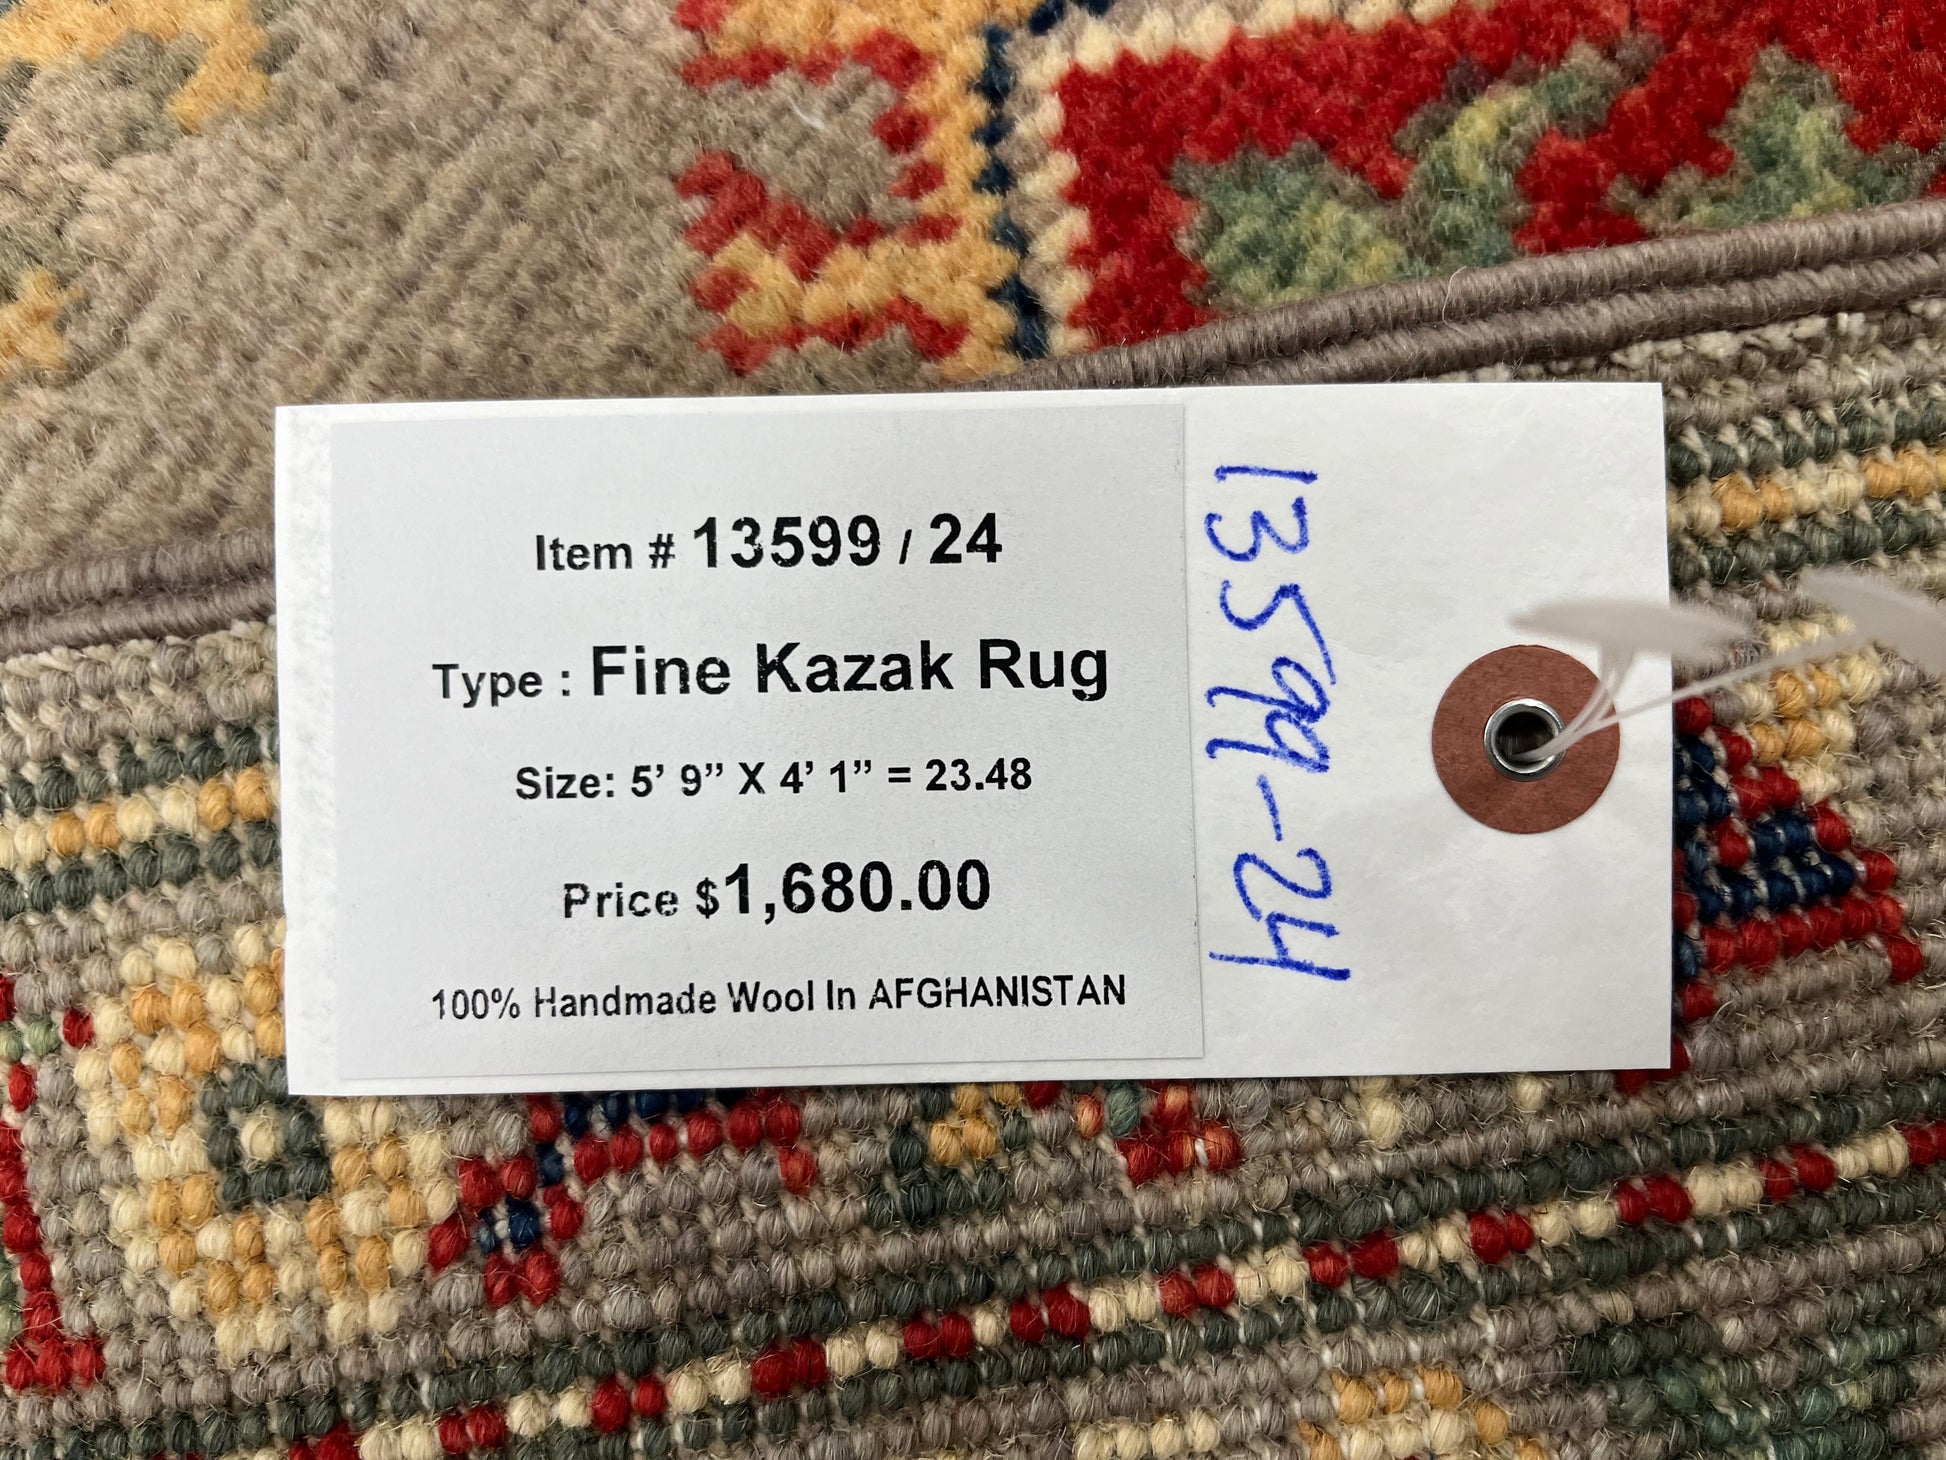 Item # 13599 / 24
Type : Fine Kazak Rug
Size: 5’ 9” X 4’ 1” = 23.48
Price $1,680.00
100% Handmade Wool In AFGHANISTAN
13599-24